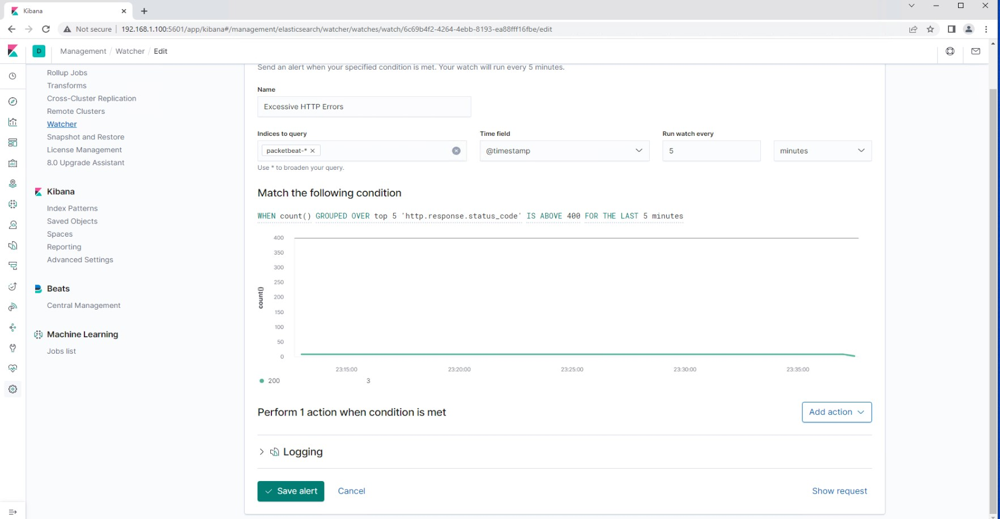 Kibana
Not secure
192.168.1.100:5601/app/kibana#/management/elasticsearch/watcher/watches/watch/6c69b4f2-4264-4ebb-8193-ea88fff16fbe/edit
D
Management / Watcher / Edit
Rollup Jobs
Transforms
Cross-Cluster Replication
Remote Clusters
Watcher
Snapshot and Restore
License Management
8.0 Upgrade Assistant
Kibana
Index Patterns
Saved Objects
Spaces
Reporting
Advanced Settings
Beats
Central Management
Machine Learning
Jobs list
Send an alert when your specified condition is met. Your watch will run every 5 minutes.
Name
Excessive HTTP Errors
Indices to query
packetbeat-*
Use * to broaden your query.
Time field
@timestamp
Run watch every
5
minutes
Match the following condition
WHEN count() GROUPED OVER top 5 'http.response.status_code' IS ABOVE 400 FOR THE LAST 5 minutes
count()
400
350
300
250
200
150
100
50
0
23:15:00
23:20:00
23:25:00
23:30:00
23:35:00
200 3
Perform 1 action when condition is met
Add action
Logging
Save alert
Cancel
Show request